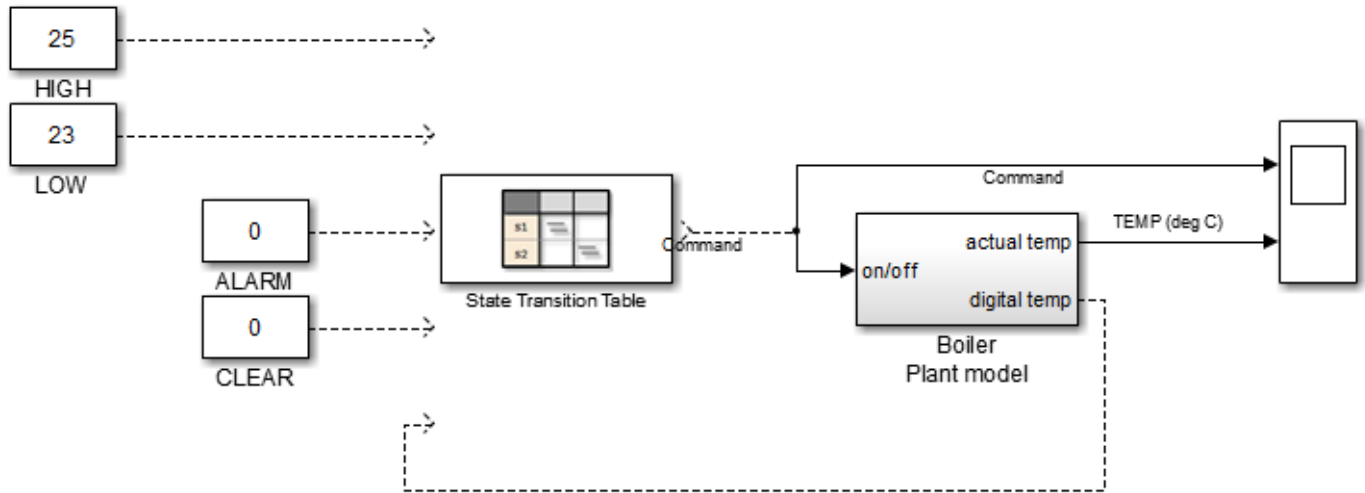 25
HIGH
23
LOW
0
ALARM
0
CLEAR
s1
s2
State Transition Table
Command
Command
on/off
actual temp
digital temp
Boiler
Plant model
TEMP (deg C)